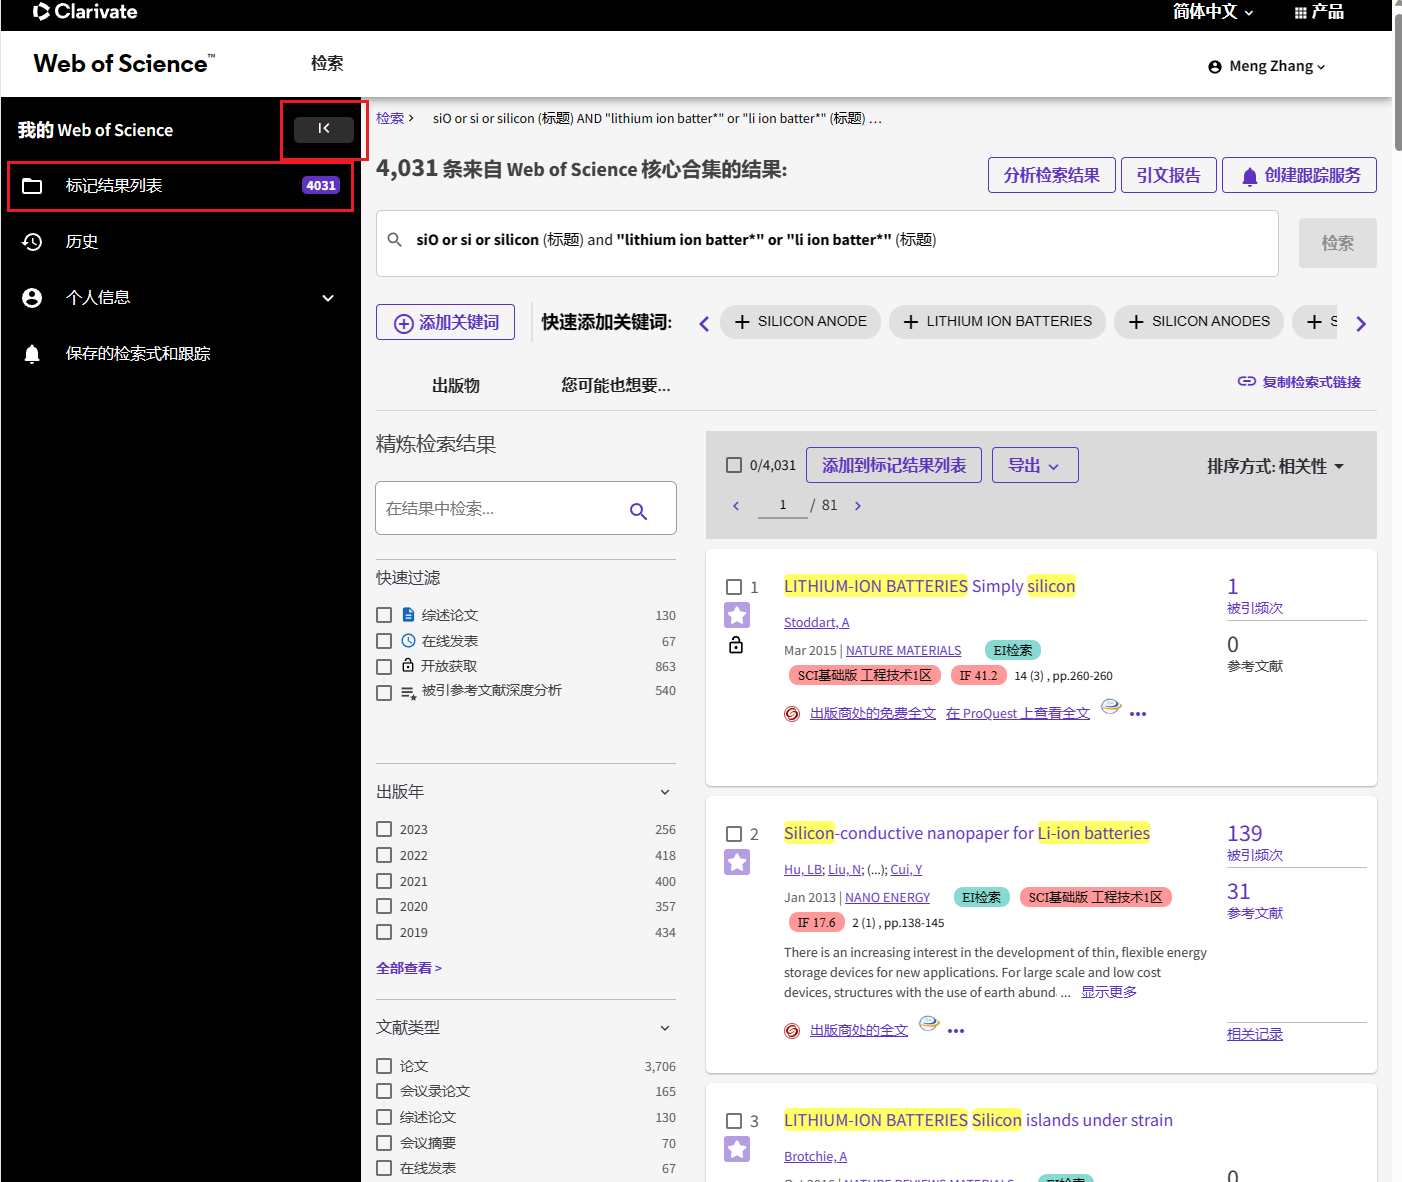 Clarivate
简体中文
产品
Web of Science™
检索
Meng Zhang
我的 Web of Science
标记结果列表
4031
历史
个人信息
保存的检索式和跟踪
检索 > siO or si or silicon (标题) AND "lithium ion batter*" or "li ion batter*" (标题) …
4,031 条来自 Web of Science 核心合集的结果:
分析检索结果
引文报告
创建跟踪服务
siO or si or silicon (标题) and "lithium ion batter*" or "li ion batter*" (标题)
检索
添加关键词
快速添加关键词:
+ SILICON ANODE
+ LITHIUM ION BATTERIES
+ SILICON ANODES
+ S
出版物
您可能也想要...
复制检索式链接
精炼检索结果
在结果中检索...
快速过滤
综述论文 130
在线发表 67
开放获取 863
被引参考文献深度分析 540
出版年
2023 256
2022 418
2021 400
2020 357
2019 434
全部查看 >
文献类型
论文 3,706
会议录论文 165
综述论文 130
会议摘要 70
在线发表 67
0/4,031
添加到标记结果列表
导出
排序方式: 相关性
1 / 81
1
LITHIUM-ION BATTERIES Simply silicon
Stoddart, A
Mar 2015 | NATURE MATERIALS EI检索
SCI基础版 工程技术1区 IF 41.2 14 (3) , pp.260-260
出版商处的免费全文 在 ProQuest 上查看全文 •••
1
被引频次
0
参考文献
2
Silicon-conductive nanopaper for Li-ion batteries
Hu, LB; Liu, N; (...); Cui, Y
Jan 2013 | NANO ENERGY EI检索 SCI基础版 工程技术1区
IF 17.6 2 (1) , pp.138-145
There is an increasing interest in the development of thin, flexible energy
storage devices for new applications. For large scale and low cost
devices, structures with the use of earth abund ... 显示更多
出版商处的全文 •••
139
被引频次
31
参考文献
相关记录
3
LITHIUM-ION BATTERIES Silicon islands under strain
Brotchie, A
Oct 2016 | NATURE REVIEWS MATERIALS EI检索
0